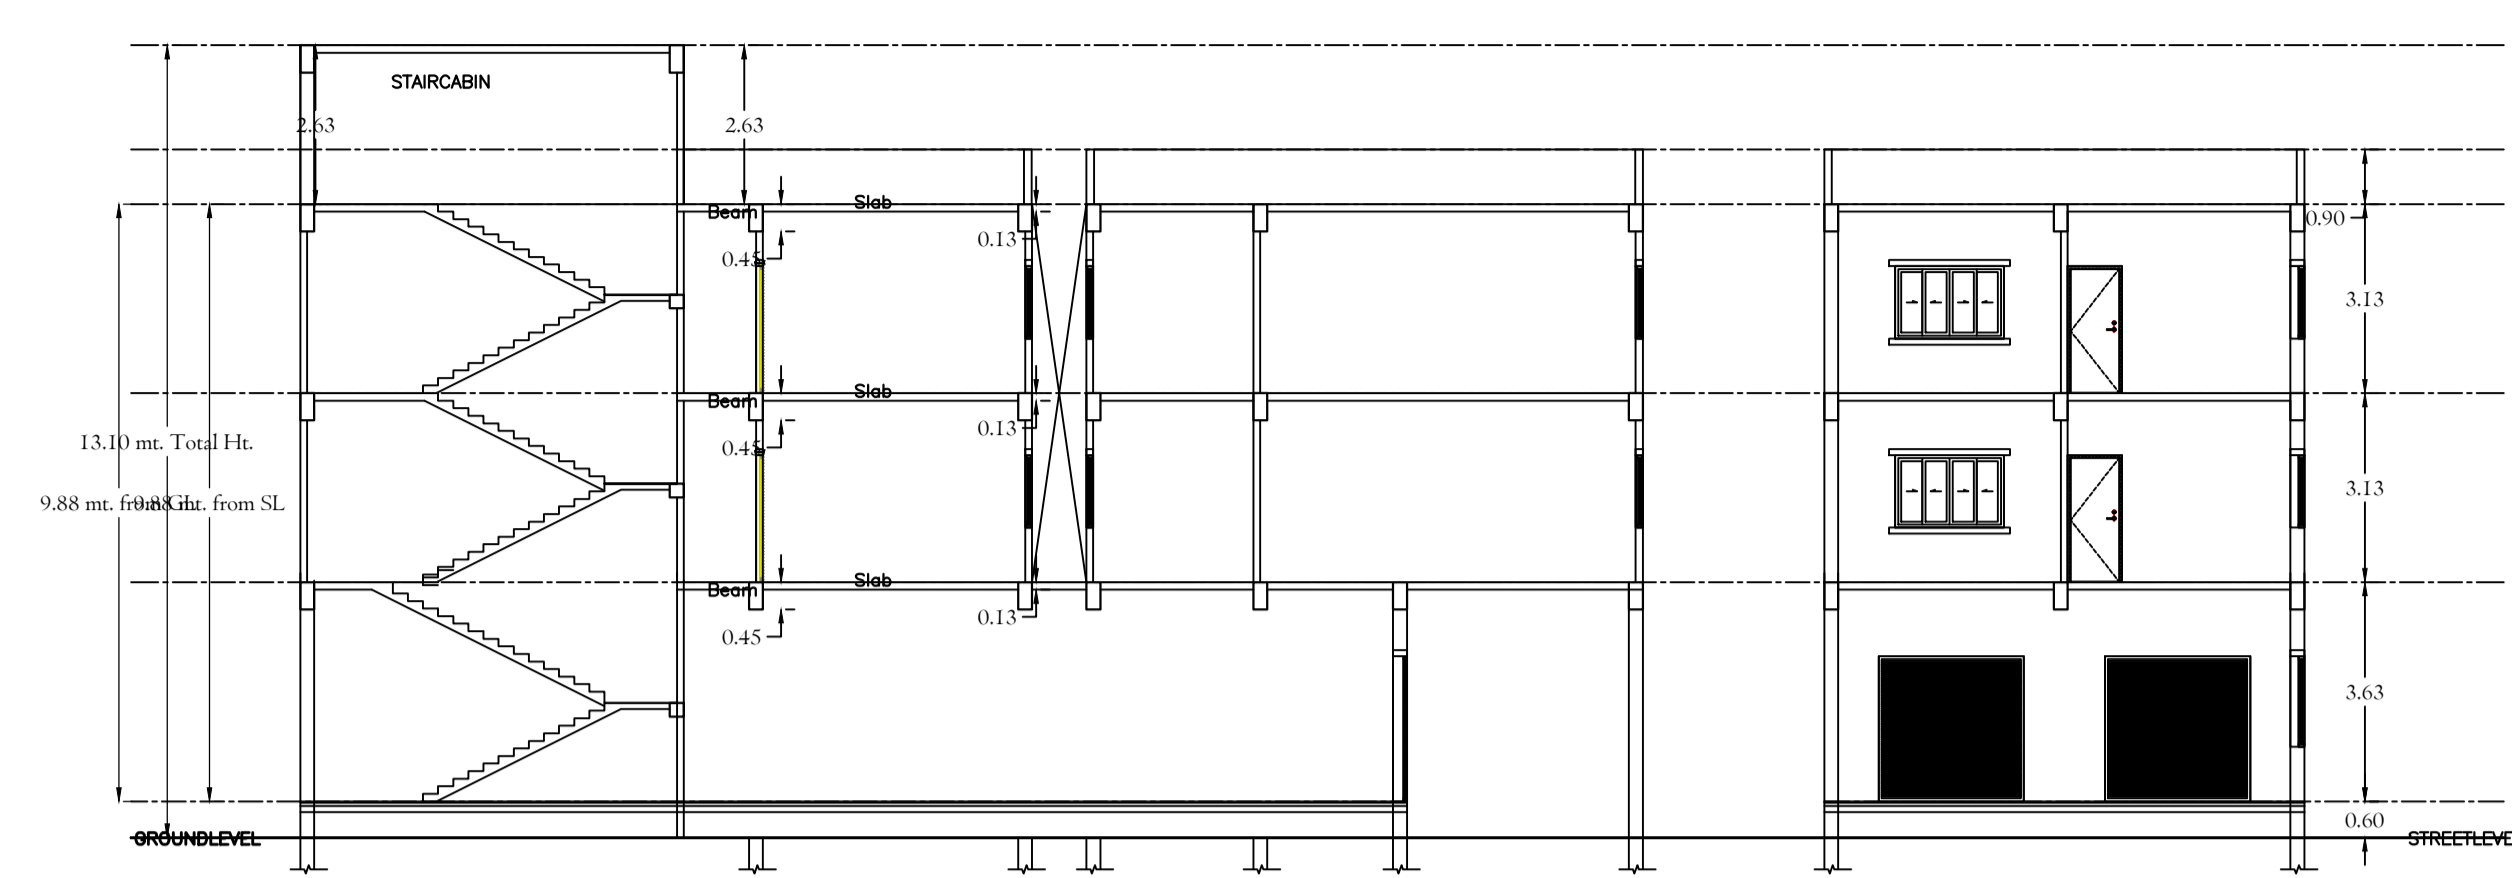 STAIRCABIN
2.63
2.63
Slab
Beam
0.90
0.13
0.45
3.13
Slab
Beam
0.13
13.10 mt. Total Ht.
0.45
3.13
9.88 mt. from GL
9.88 mt. from SL
Slab
Beam
0.13
0.45
3.63
0.60
GROUNDLEVEL
STREETLEVE